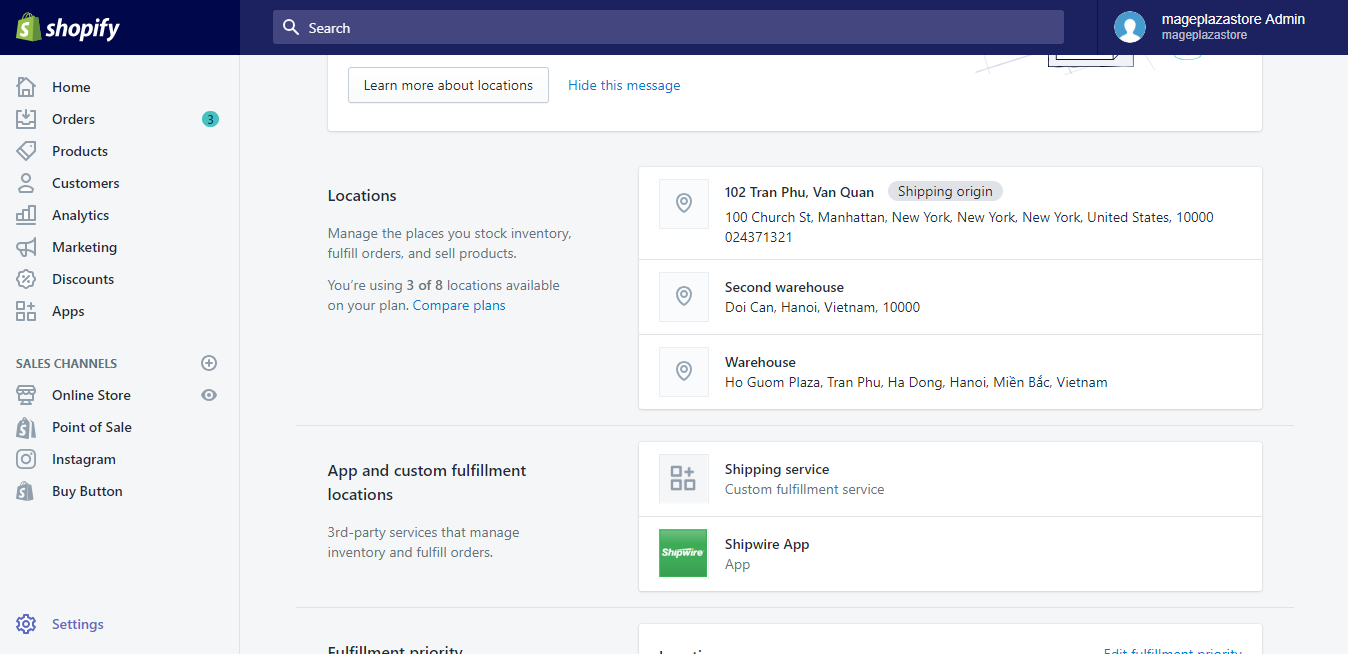 shopify
Search
mageplazastore Admin
mageplazastore
Home
Orders
3
Products
Customers
Analytics
Marketing
Discounts
Apps
SALES CHANNELS
Online Store
Point of Sale
Instagram
Buy Button
Settings
Learn more about locations
Hide this message
Locations
Manage the places you stock inventory,
fulfill orders, and sell products.
You're using 3 of 8 locations available
on your plan. Compare plans
102 Tran Phu, Van Quan
Shipping origin
100 Church St, Manhattan, New York, New York, New York, United States, 10000
024371321
Second warehouse
Doi Can, Hanoi, Vietnam, 10000
Warehouse
Ho Guom Plaza, Tran Phu, Ha Dong, Hanoi, Miền Bắc, Vietnam
App and custom fulfillment
locations
3rd-party services that manage
inventory and fulfill orders.
Shipping service
Custom fulfillment service
Shipwire
Shipwire App
App
Fulfillment priority
Edit fulfillment priority